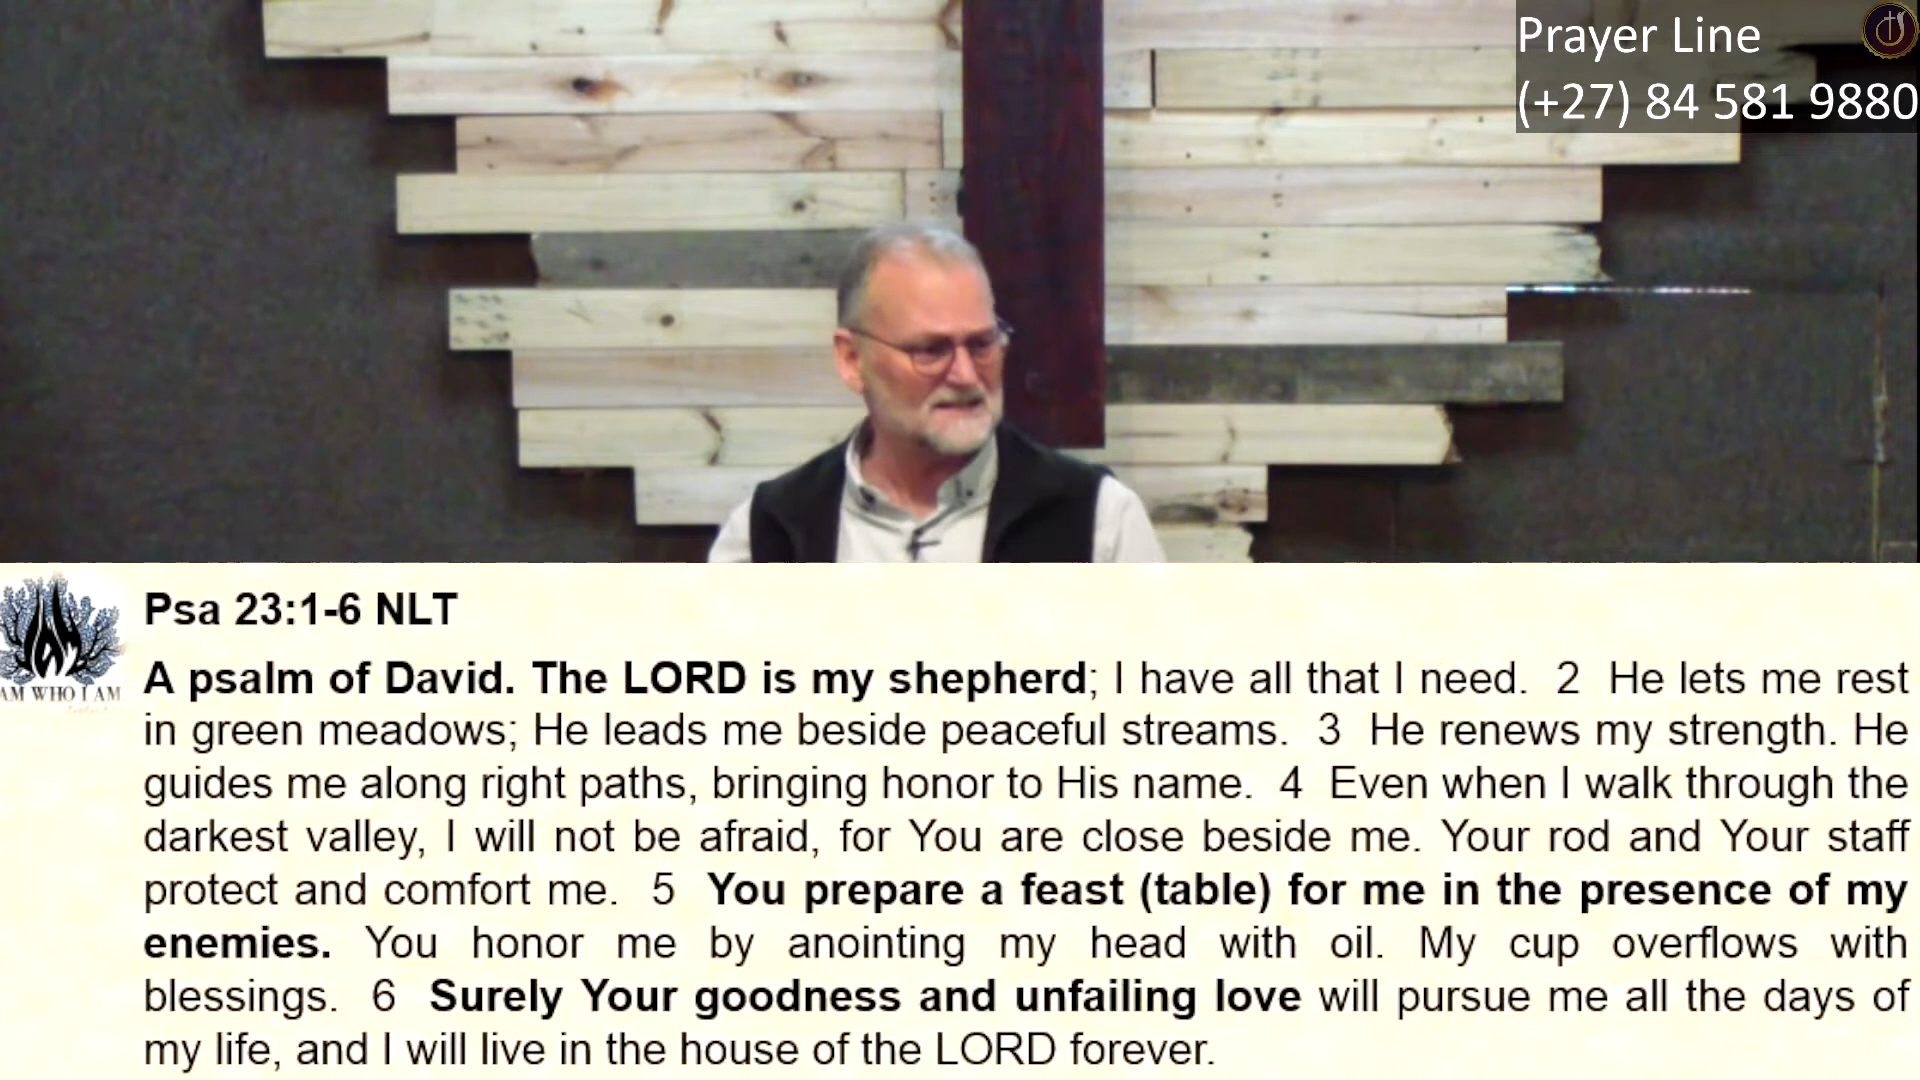 Prayer Line
(+27) 84 581 9880
Psa 23:1-6 NLT
AM WHO I AM
A psalm of David. The LORD is my shepherd; I have all that I need. 2 He lets me rest
in green meadows; He leads me beside peaceful streams. 3 He renews my strength. He
guides me along right paths, bringing honor to His name. 4 Even when I walk through the
darkest valley, I will not be afraid, for You are close beside me. Your rod and Your staff
protect and comfort me. 5 You prepare a feast (table) for me in the presence of my
enemies. You honor me by anointing my head with oil. My cup overflows with
blessings. 6 Surely Your goodness and unfailing love will pursue me all the days of
my life, and I will live in the house of the LORD forever.